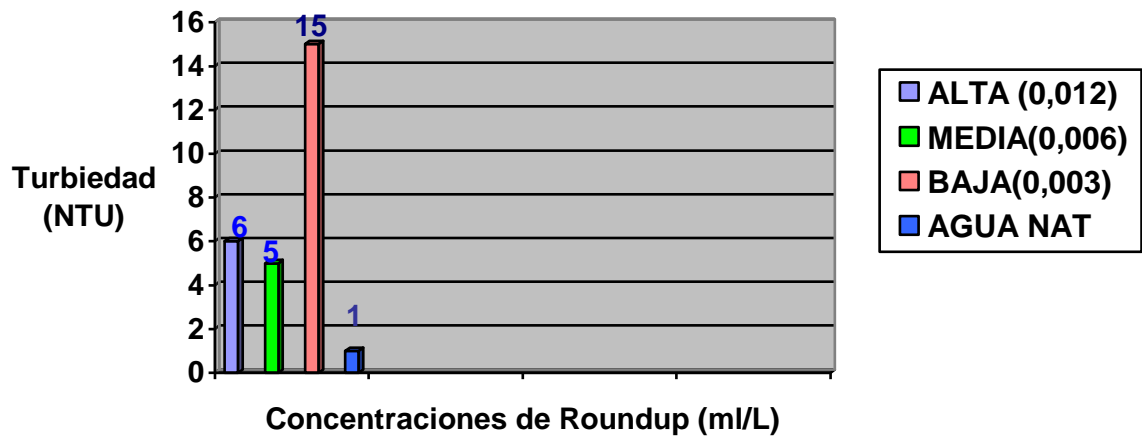 16
14
12
10
8
6
4
2
0
Turbiedad
(NTU)
6
5
15
1
Concentraciones de Roundup (ml/L)
ALTA (0,012)
MEDIA(0,006)
BAJA(0,003)
AGUA NAT